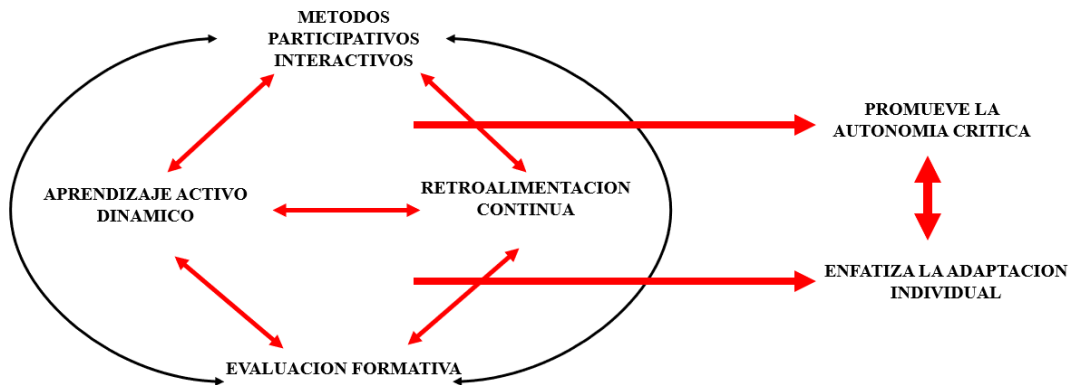 METODOS
PARTICIPATIVOS
INTERACTIVOS
PROMUEVE LA
AUTONOMIA CRITICA
APRENDIZAJE ACTIVO
DINAMICO
RETROALIMENTACION
CONTINUA
ENFATIZA LA ADAPTACION
INDIVIDUAL
EVALUACION FORMATIVA